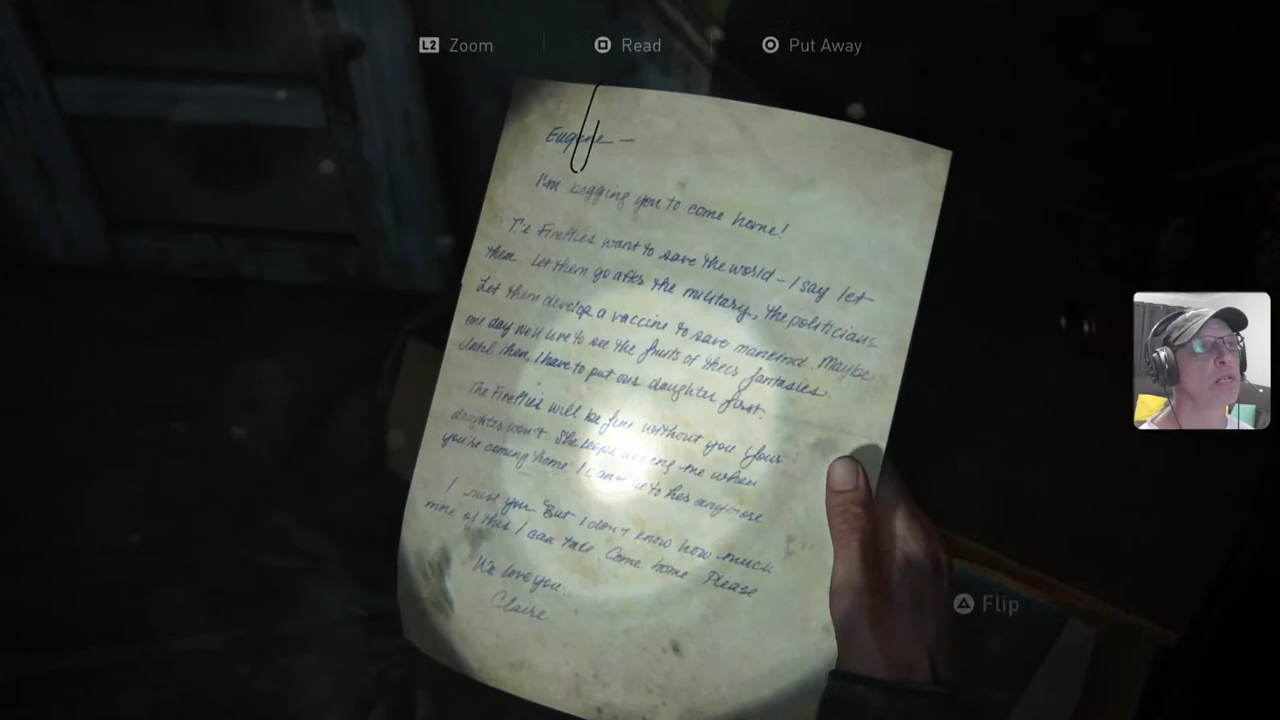 L2 Zoom
Read
Put Away
Eugene —
I'm begging you to come home!
The Fireflies want to save the world – I say let
them. Let them go after the military, the politicians.
Let them develop a vaccine to save mankind. Maybe
one day we'll live to see the fruits of their fantasies.
Until then, I have to put our daughter first.
The Fireflies will be fine without you. Your
daughter won't. She keeps asking me when
you're coming home. I can't lie to her anymore
I miss you. But I don't know how much
more of this I can take. Come home. Please
We love you
Claire
Flip